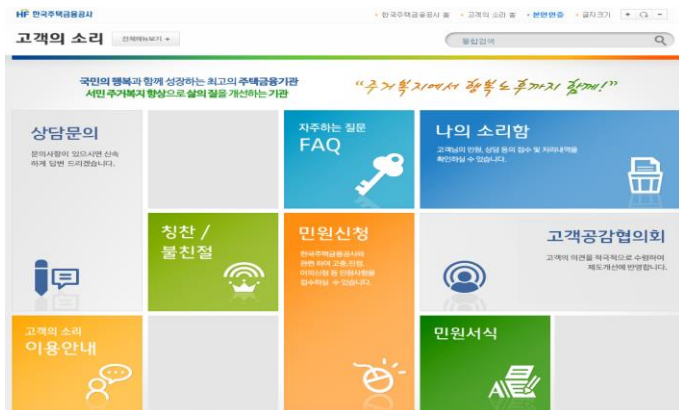 HF 한국주택금융공사
한국주택금융공사 홈 고객의 소리 홈 본인인증 글자크기 + -
고객의 소리 전체메뉴보기 +
통합검색
국민의 행복과 함께 성장하는 최고의 주택금융기관
서민 주거복지 향상으로 삶의 질을 개선하는 기관
“주거복지에서 행복노후까지 함께!”
상담문의
문의사항이 있으시면 신속
하게 답변 드리겠습니다.
자주하는 질문
FAQ
나의 소리함
고객님의 민원, 상담 등의 접수 및 처리내역을
확인하실 수 있습니다.
칭찬 /
불친절
민원신청
한국주택금융공사와
관련 하여 고충,진정,
이의신청 등 민원사항을
접수하실 수 있습니다.
고객공감협의회
고객의 의견을 적극적으로 수렴하여
제도개선에 반영합니다.
고객의 소리
이용안내
민원서식
A